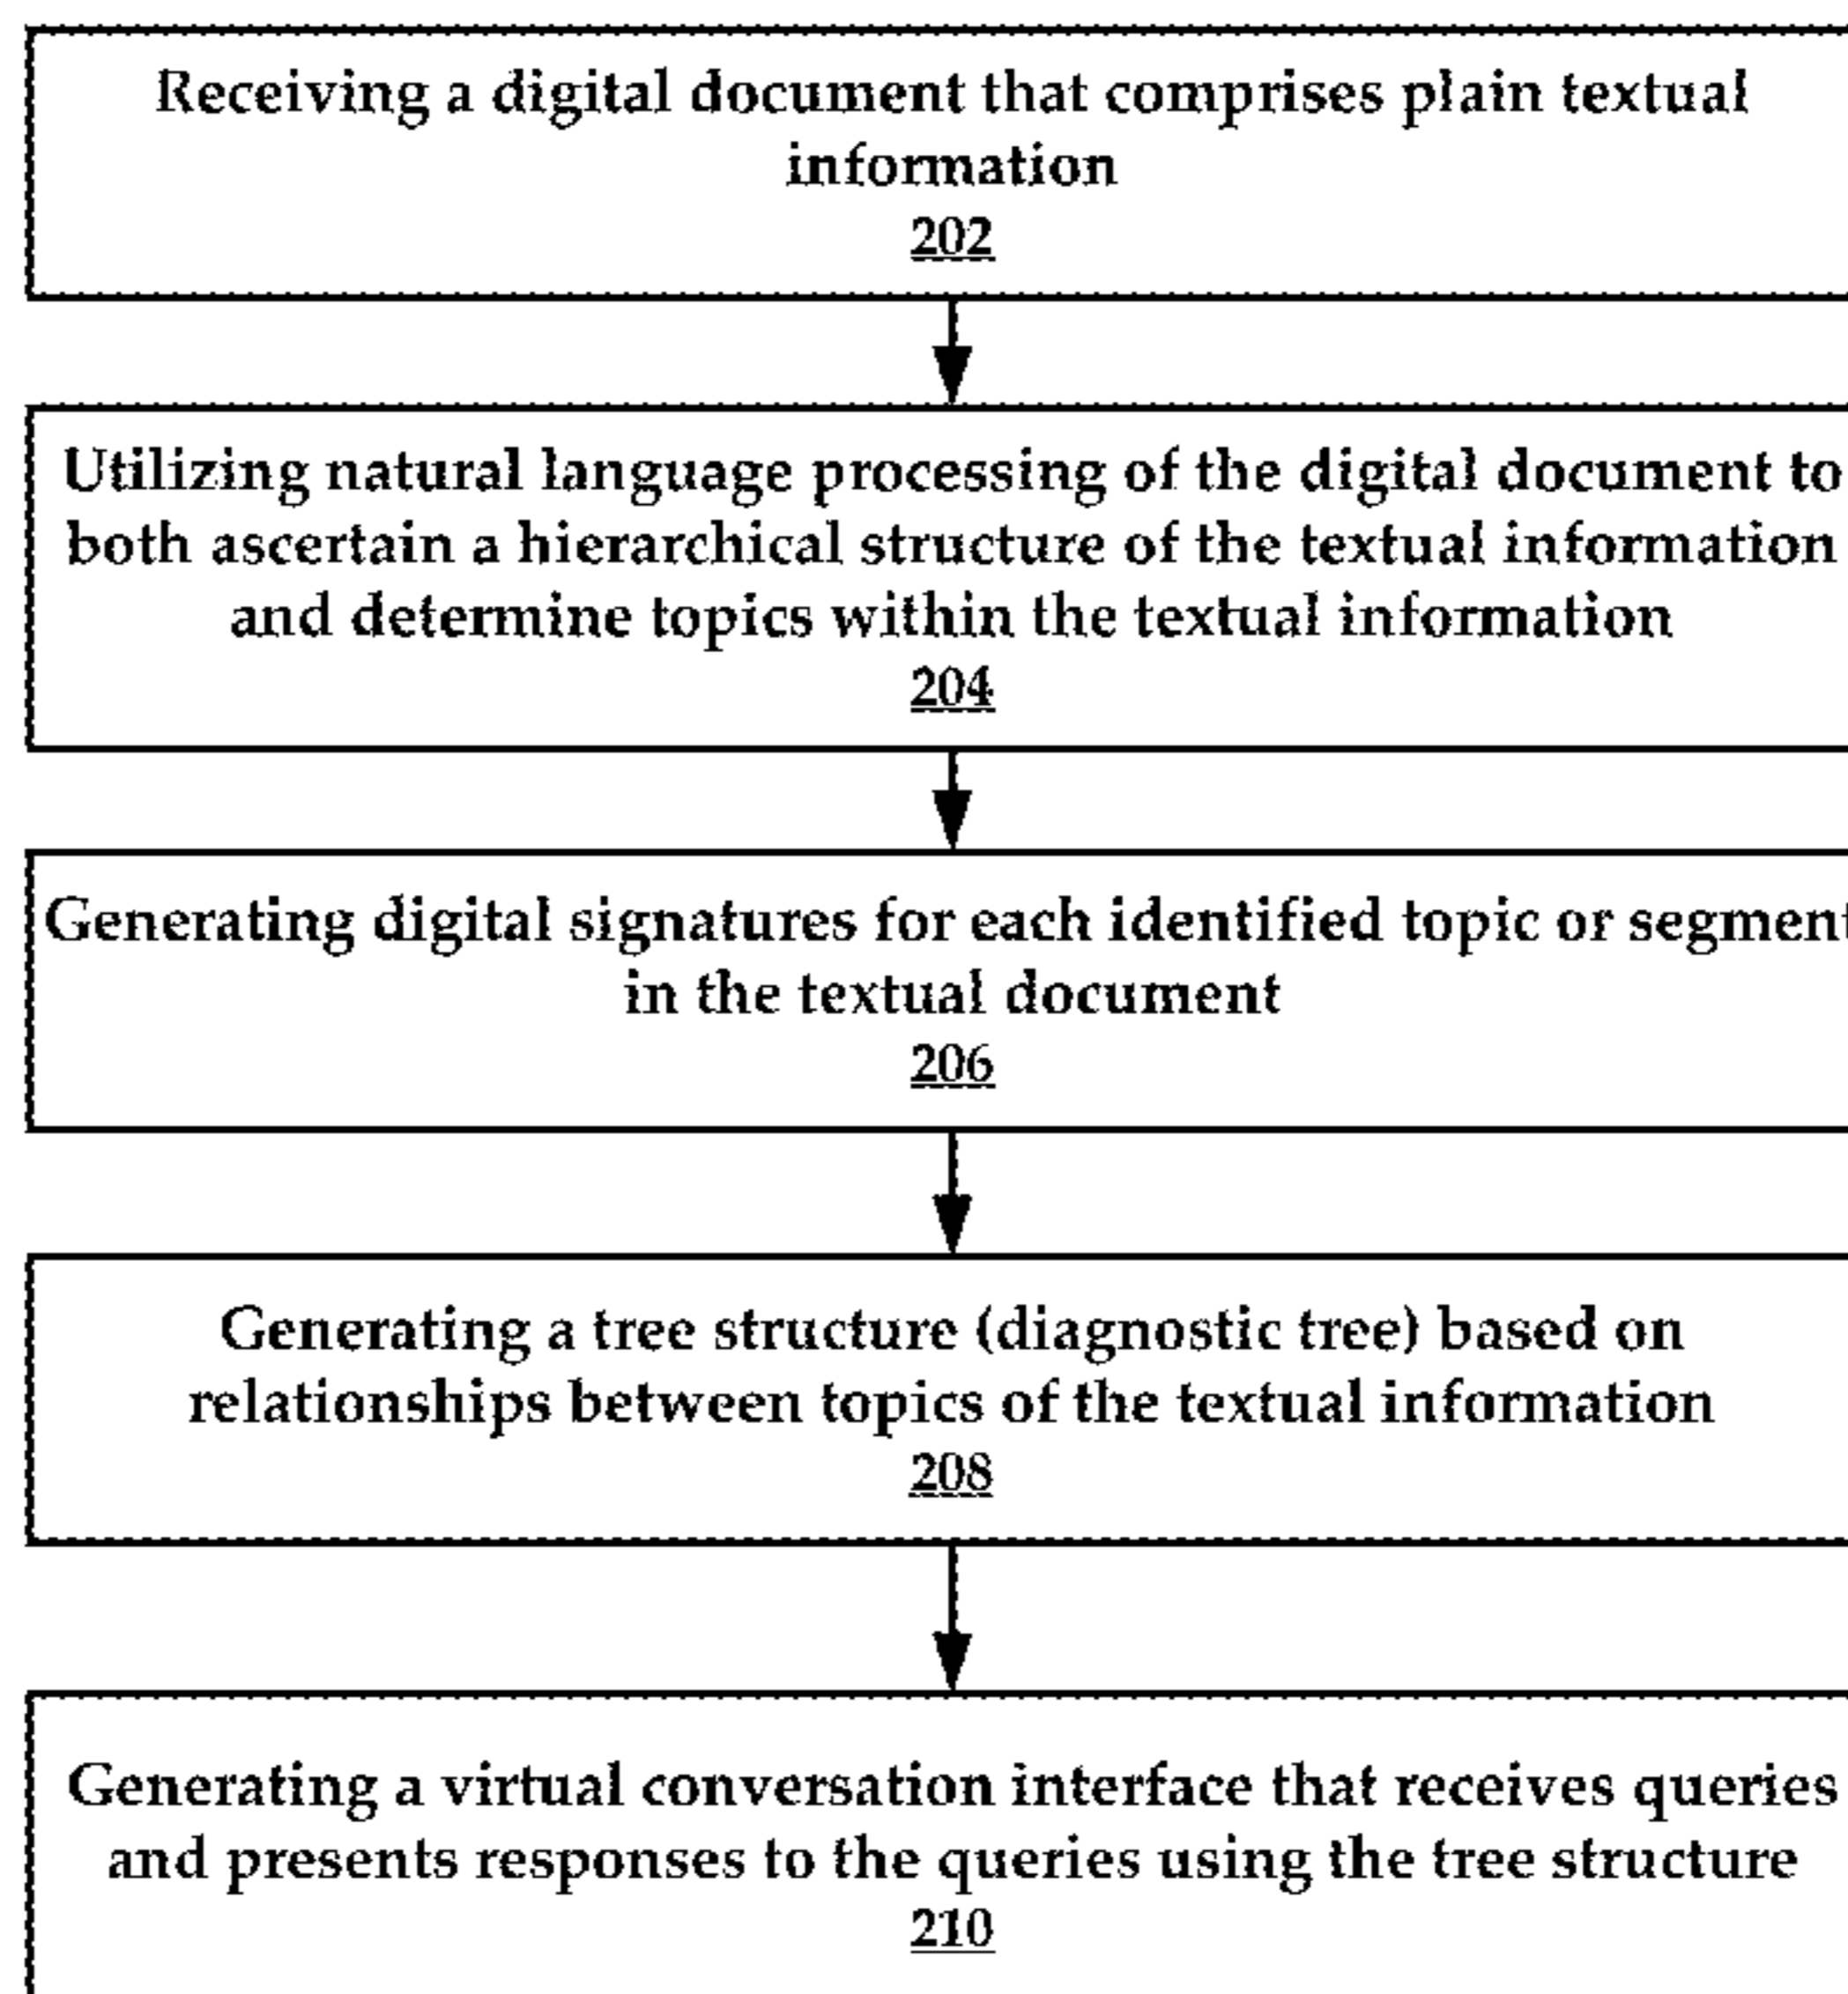 Receiving a digital document that comprises plain textual
information
202
Utilizing natural language processing of the digital document to
both ascertain a hierarchical structure of the textual information
and determine topics within the textual information
204
Generating digital signatures for each identified topic or segment
in the textual document
206
Generating a tree structure (diagnostic tree) based on
relationships between topics of the textual information
208
Generating a virtual conversation interface that receives queries
and presents responses to the queries using the tree structure
210